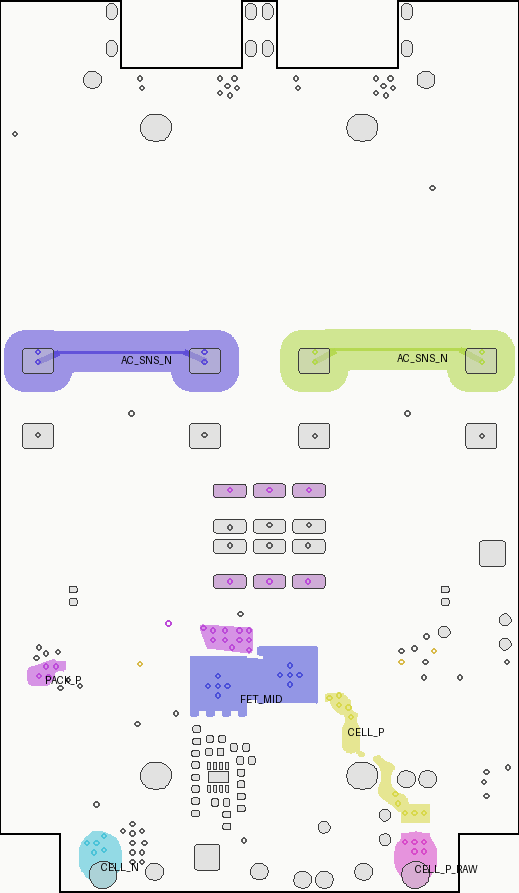 AC_SNS_N
AC_SNS_N
PACK_P
FET_MID
CELL_P
CELL_N
CELL_P_RAW